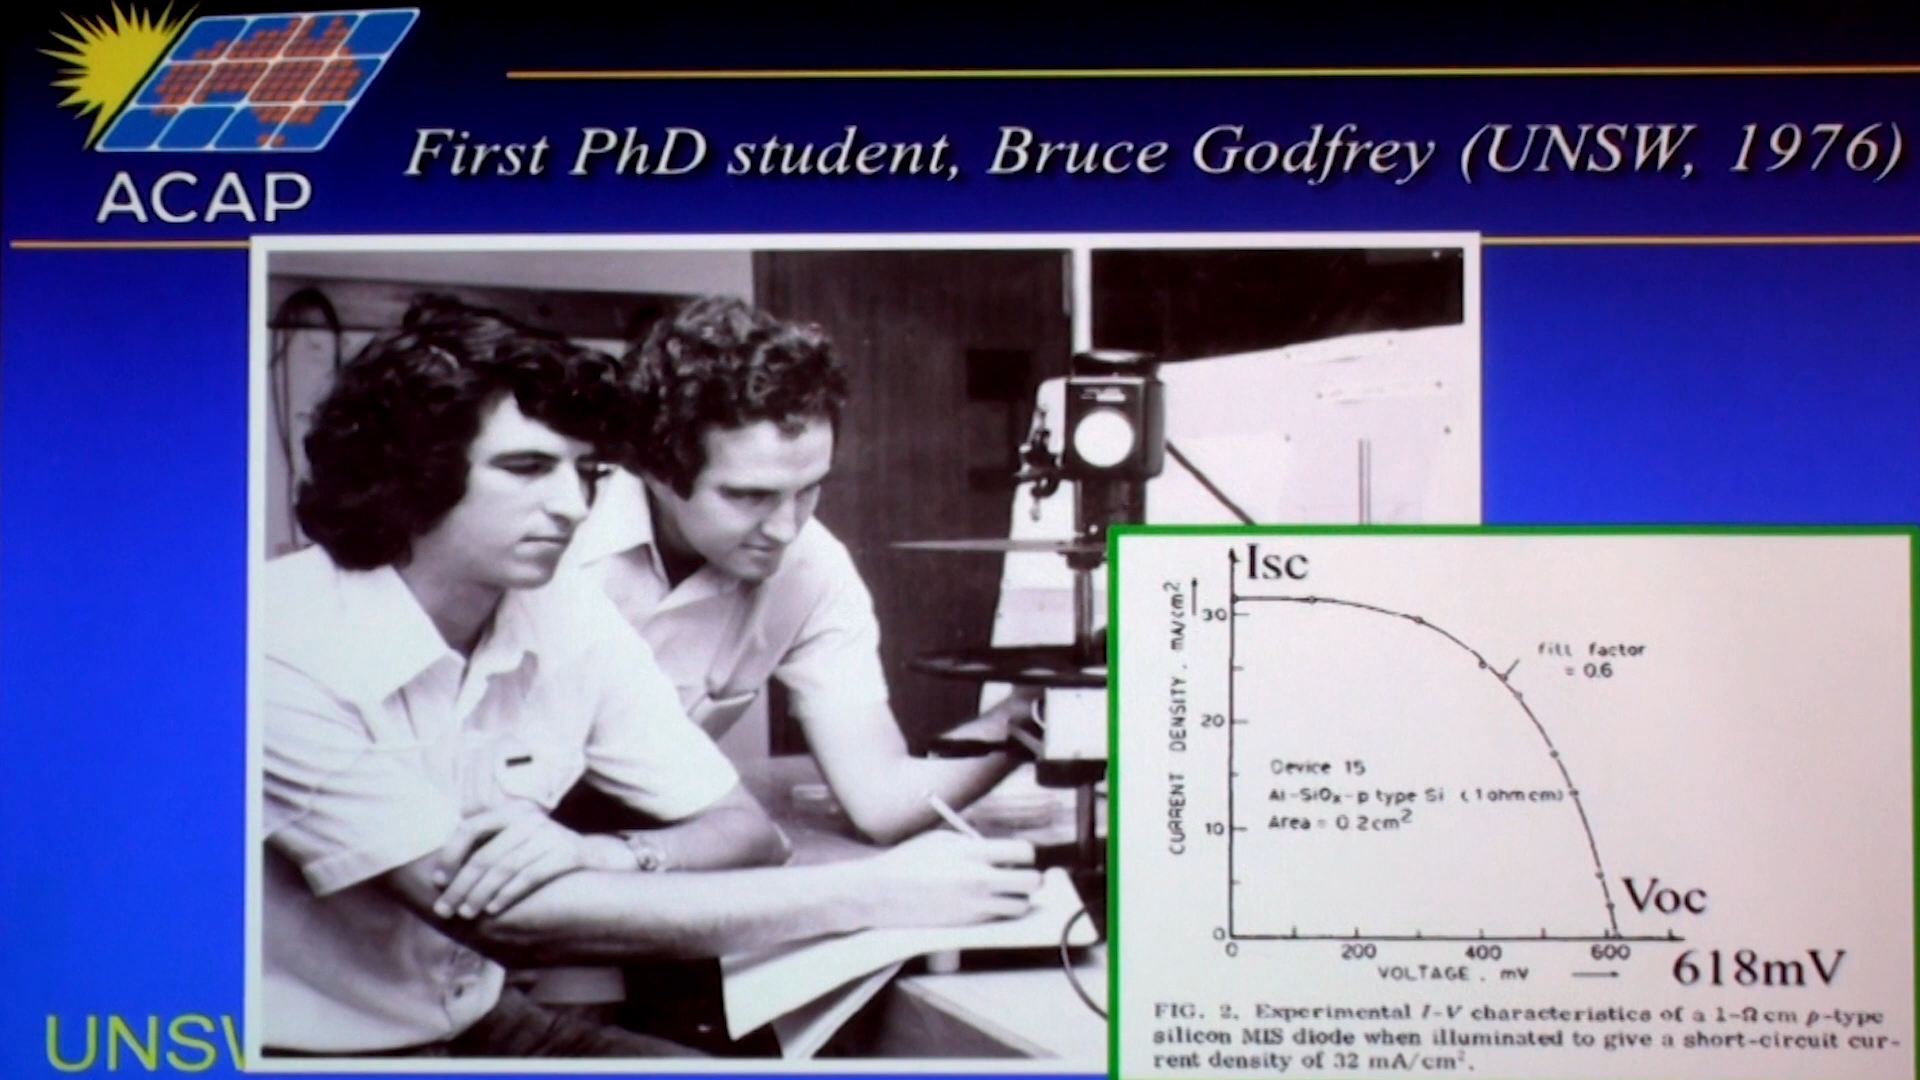 ACAP
First PhD student, Bruce Godfrey (UNSW, 1976)
Isc
CURRENT DENSITY, mA/cm2
30
20
10
0
fill factor
= 0.6
Device 15
Al-SiOx-p type Si (1 ohm cm)
Area = 0.2cm2
Voc
0
200
400
600
618mV
VOLTAGE, mV
FIG. 2. Experimental I-V characteristics of a 1-Ω cm p-type
silicon MIS diode when illuminated to give a short-circuit cur-
rent density of 32 mA/cm2.
UNSW